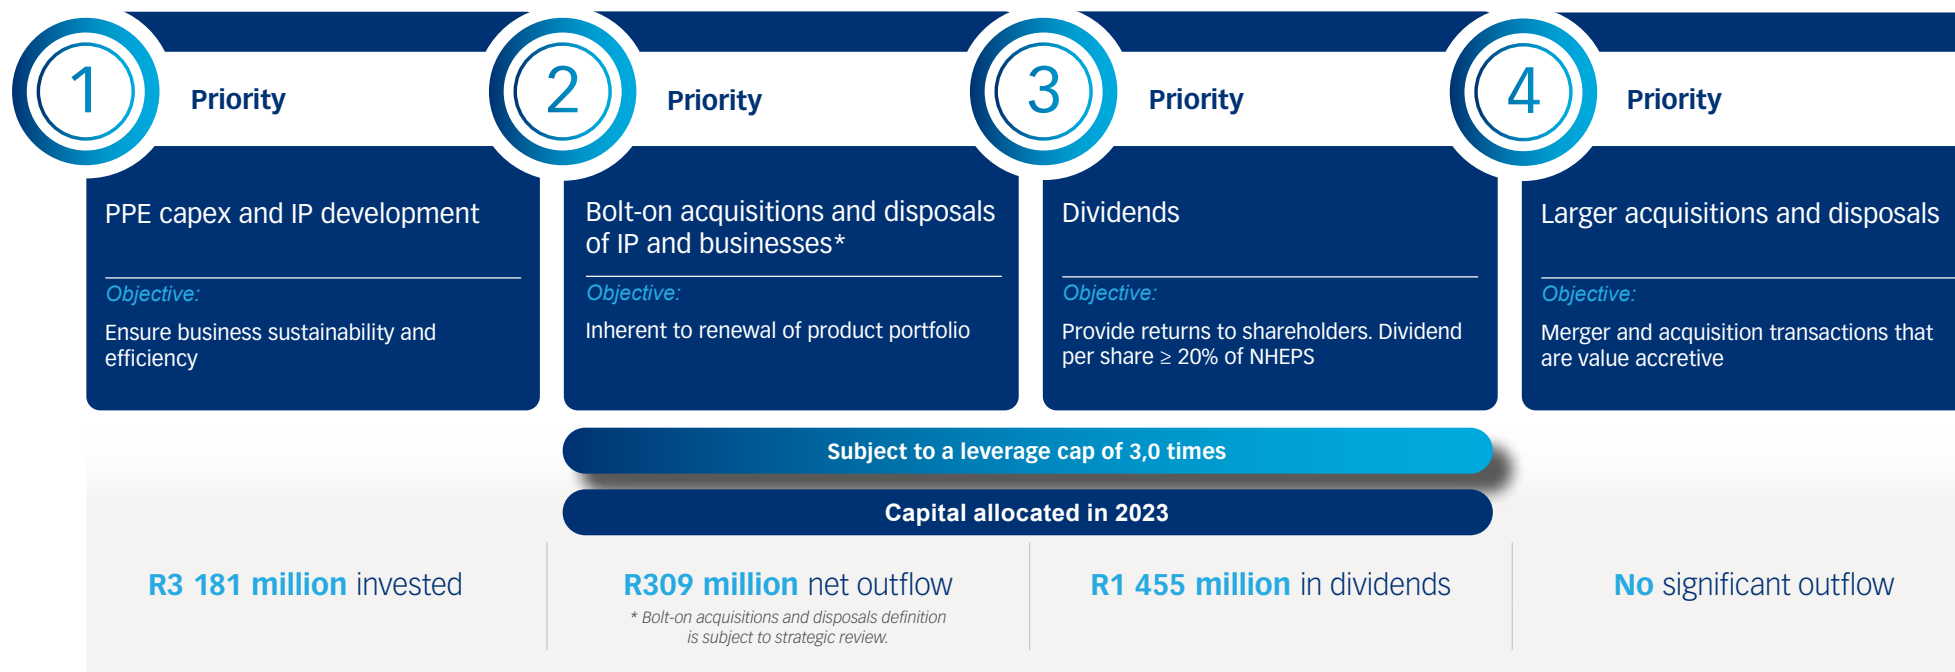 1
Priority
PPE capex and IP development
Objective:
Ensure business sustainability and
efficiency
2
Priority
Bolt-on acquisitions and disposals
of IP and businesses*
Objective:
Inherent to renewal of product portfolio
3
Priority
Dividends
Objective:
Provide returns to shareholders. Dividend
per share ≥ 20% of NHEPS
4
Priority
Larger acquisitions and disposals
Objective:
Merger and acquisition transactions that
are value accretive
Subject to a leverage cap of 3,0 times
Capital allocated in 2023
R3 181 million invested
R309 million net outflow
* Bolt-on acquisitions and disposals definition
is subject to strategic review.
R1 455 million in dividends
No significant outflow